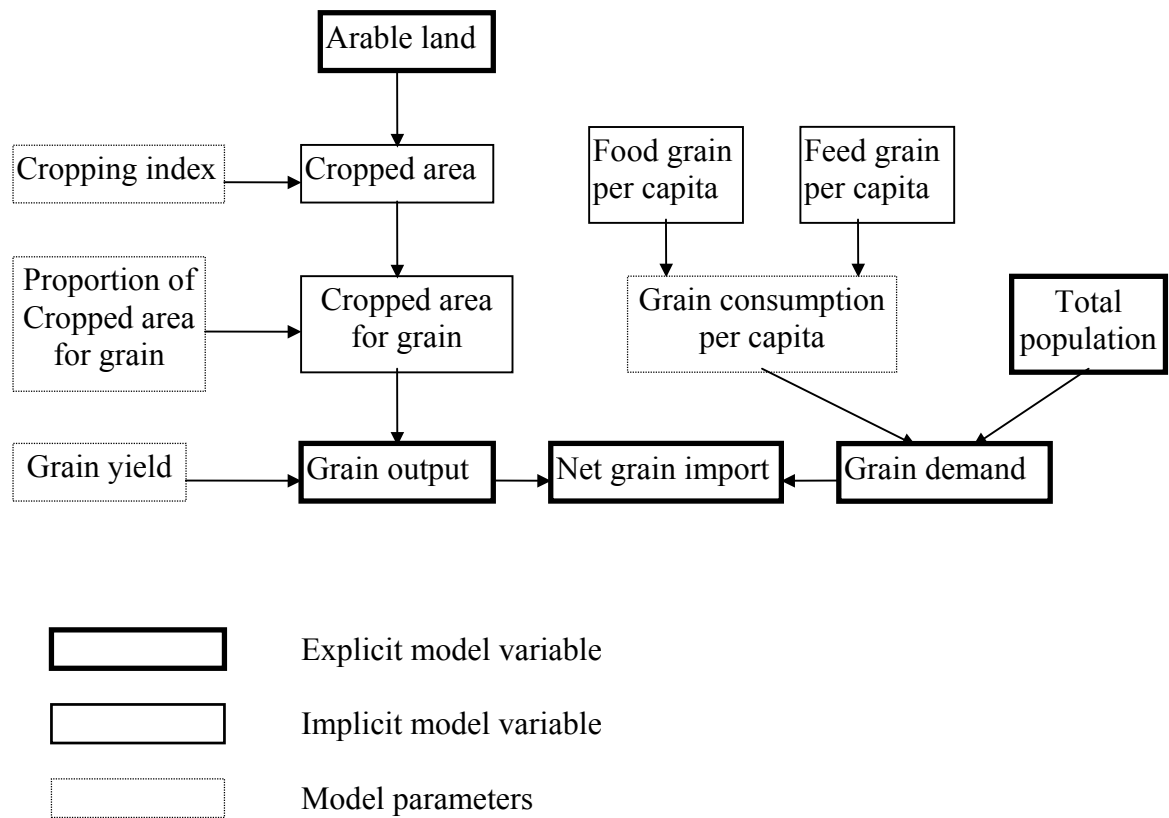 Arable land
Cropping index
Cropped area
Food grain
per capita
Feed grain
per capita
Proportion of
Cropped area
for grain
Cropped area
for grain
Grain consumption
per capita
Total
population
Grain yield
Grain output
Net grain import
Grain demand
Explicit model variable
Implicit model variable
Model parameters